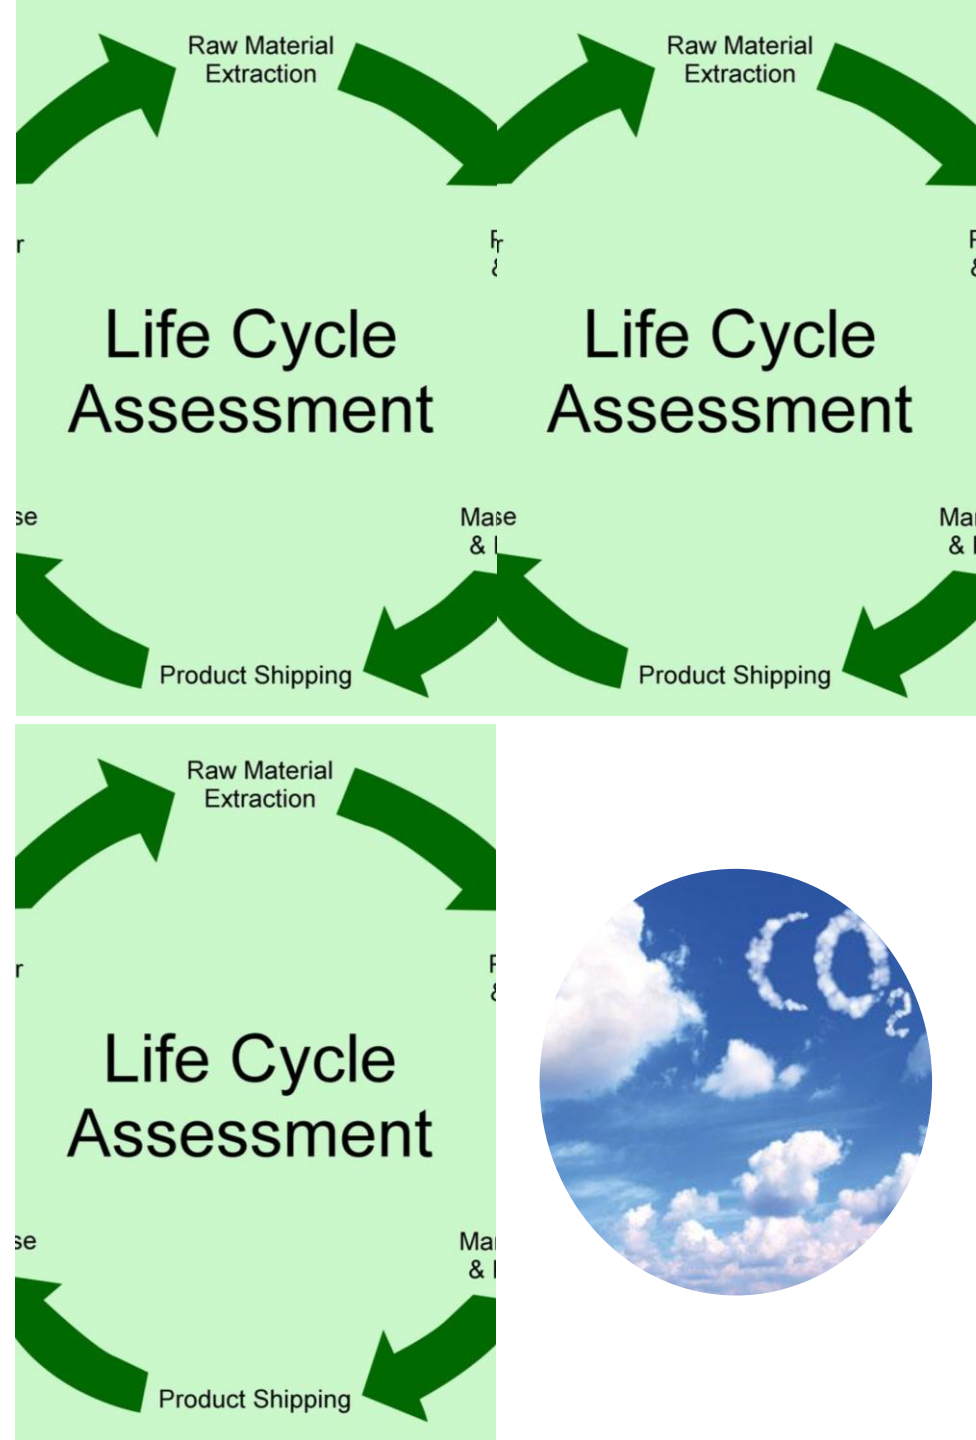 Raw Material
Extraction
Life Cycle
Assessment
Product Shipping
Raw Material
Extraction
Life Cycle
Assessment
Product Shipping
Raw Material
Extraction
Life Cycle
Assessment
Product Shipping
CO2